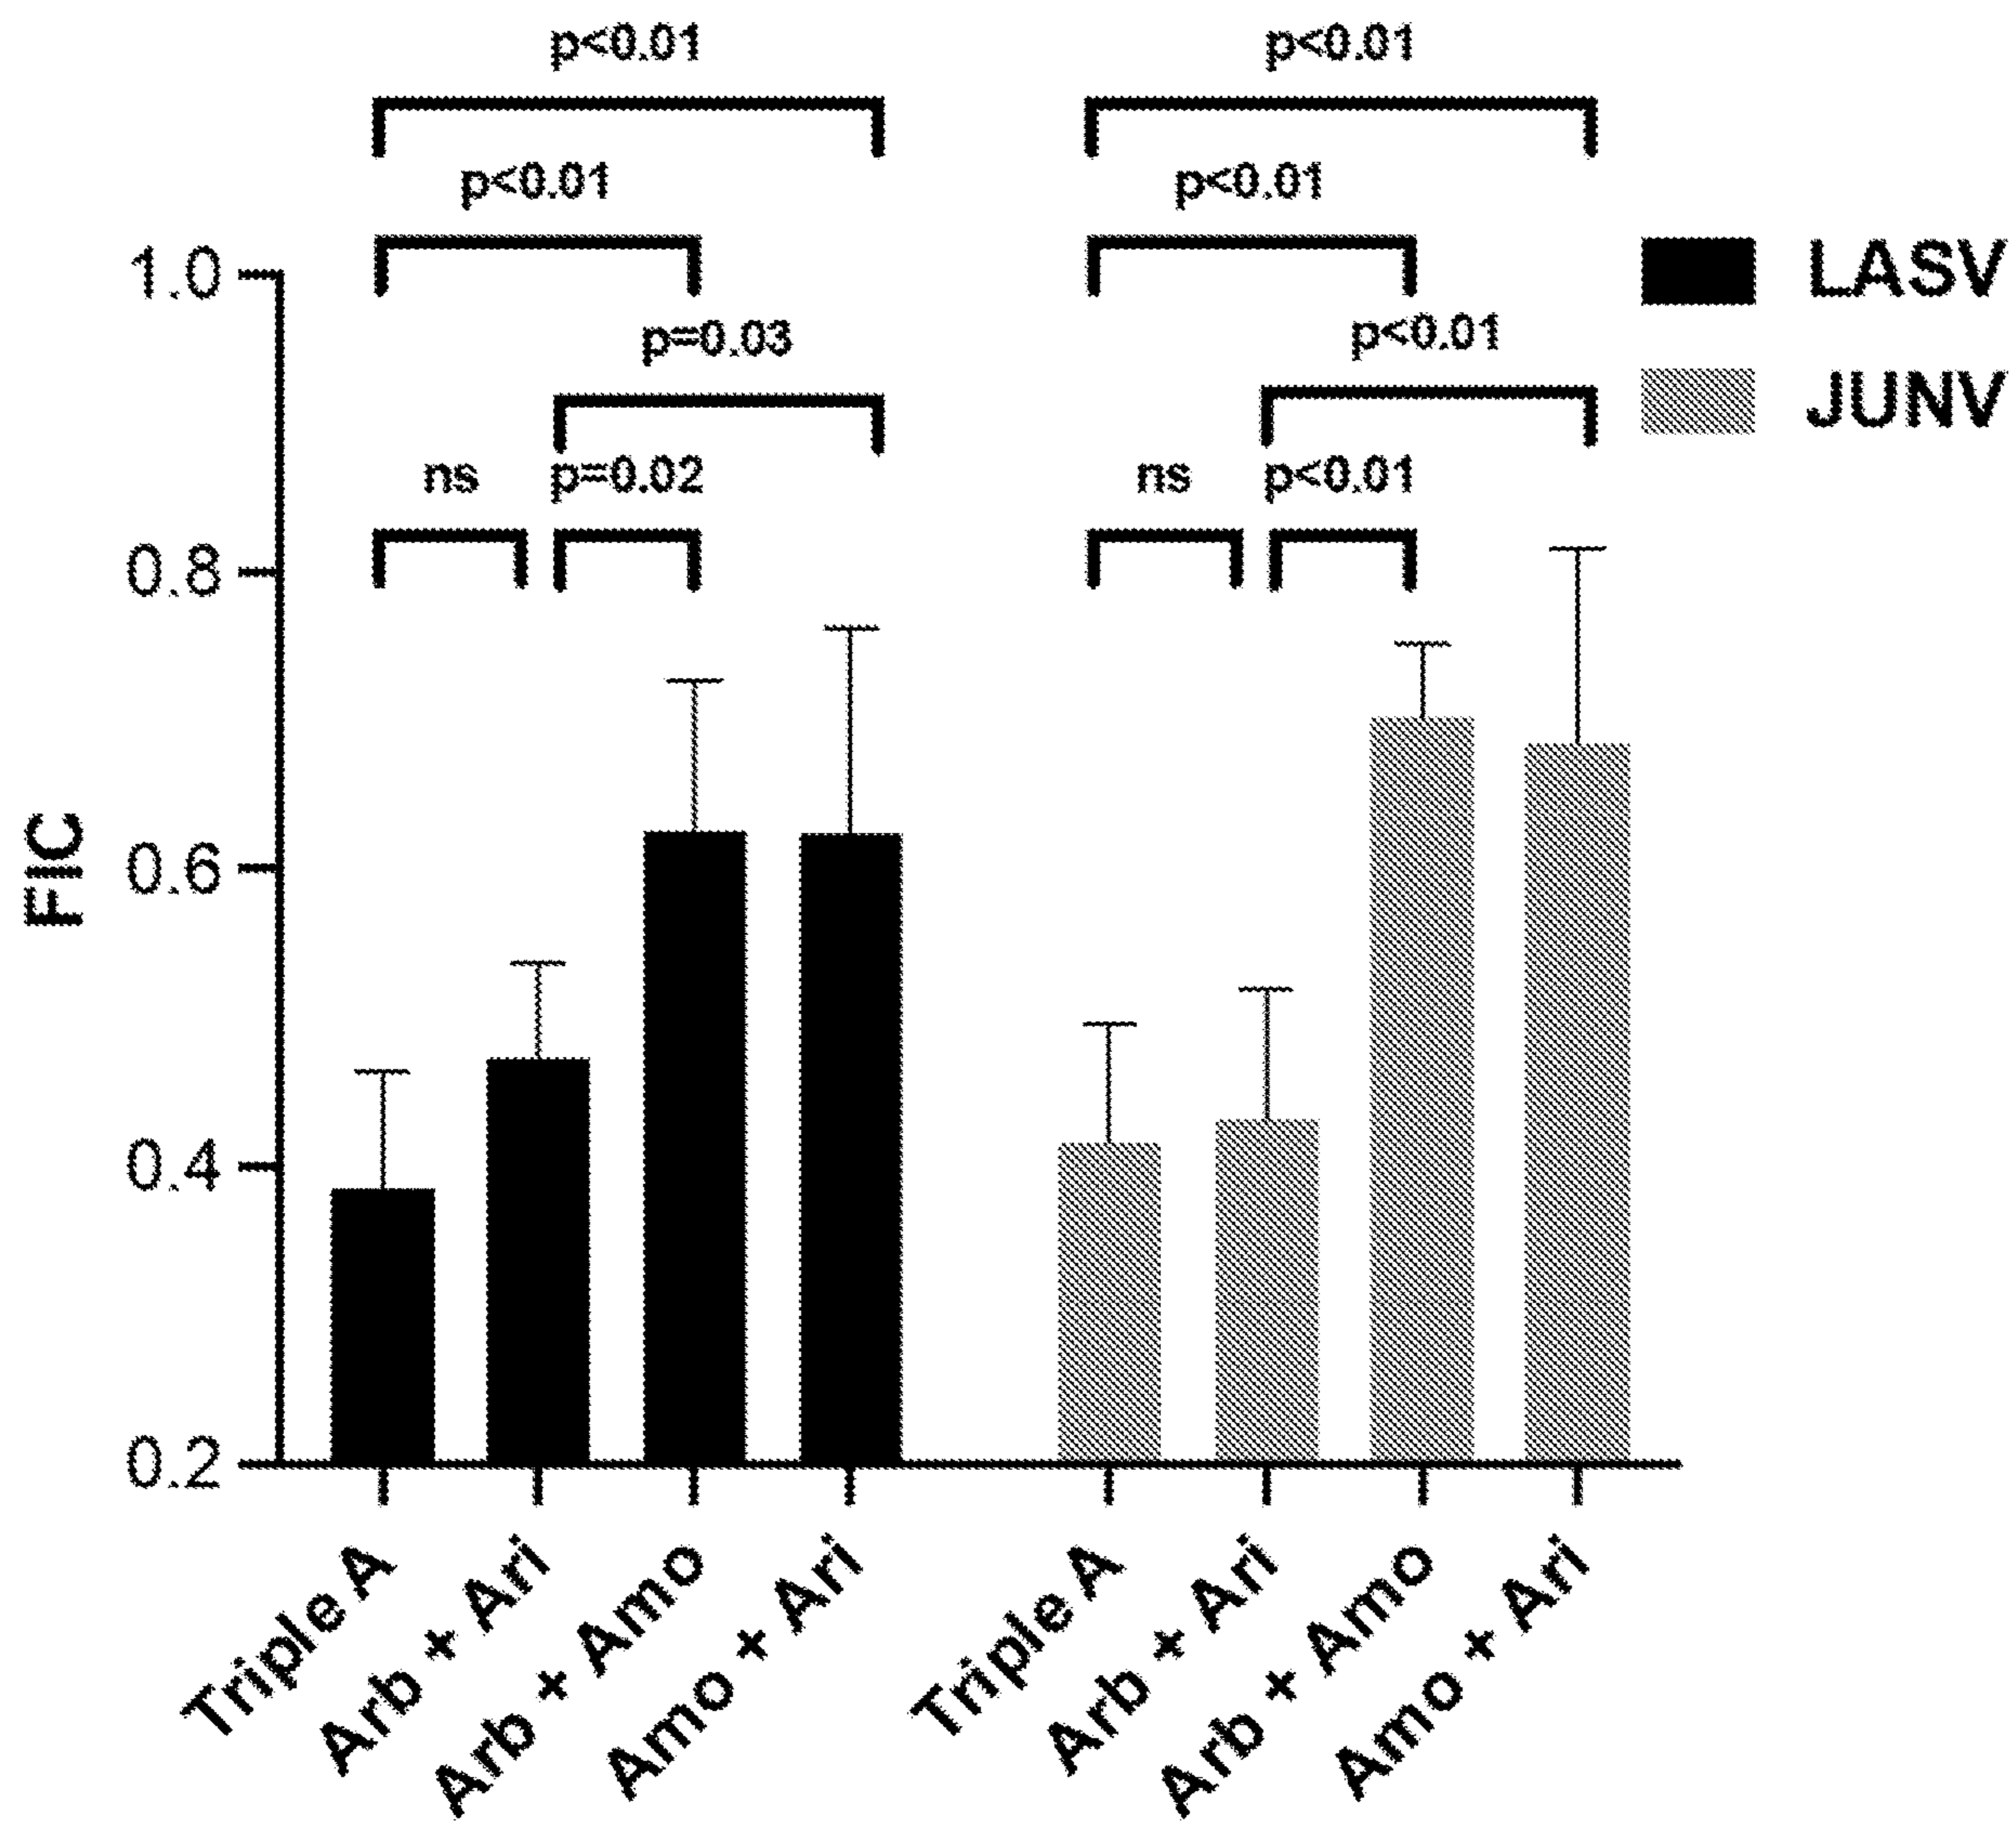 p<0.01
p<0.01
p<0.01
p<0.01
1.0
LASV
p=0.03
p<0.01
JUNV
ns
p=0.02
ns
p<0.01
0.8
0.6
FIC
0.4
0.2
Triple A
Arb + Ari
Arb + Amo
Amo + Ari
Triple A
Arb + Ari
Arb + Amo
Amo + Ari